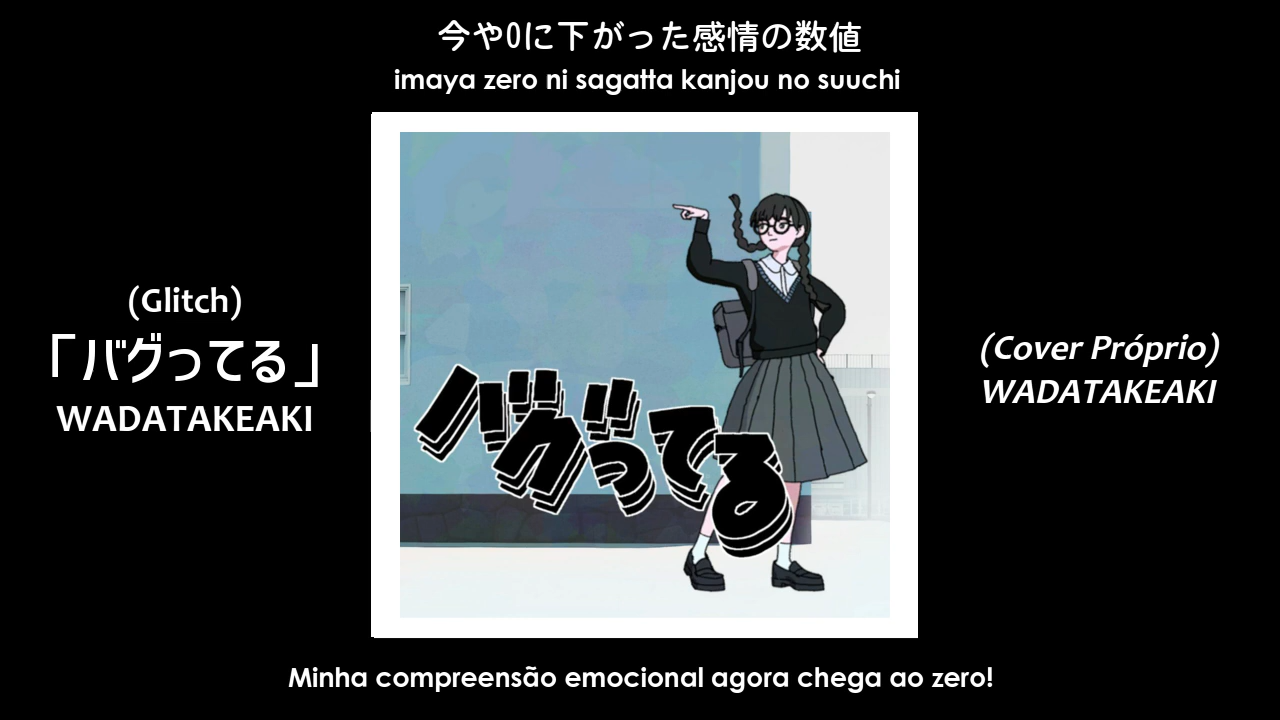 今や0に下がった感情の数値
imaya zero ni sagatta kanjou no suuchi
(Glitch)
「バグってる」
WADATAKEAKI
バグってる
(Cover Próprio)
WADATAKEAKI
Minha compreensão emocional agora chega ao zero!